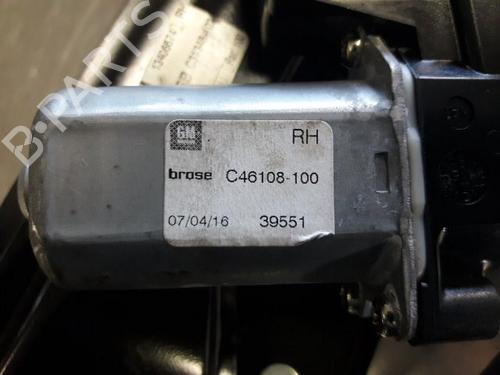 GM RH
brose C46108-100
07/04/16 39551
B-PARTS